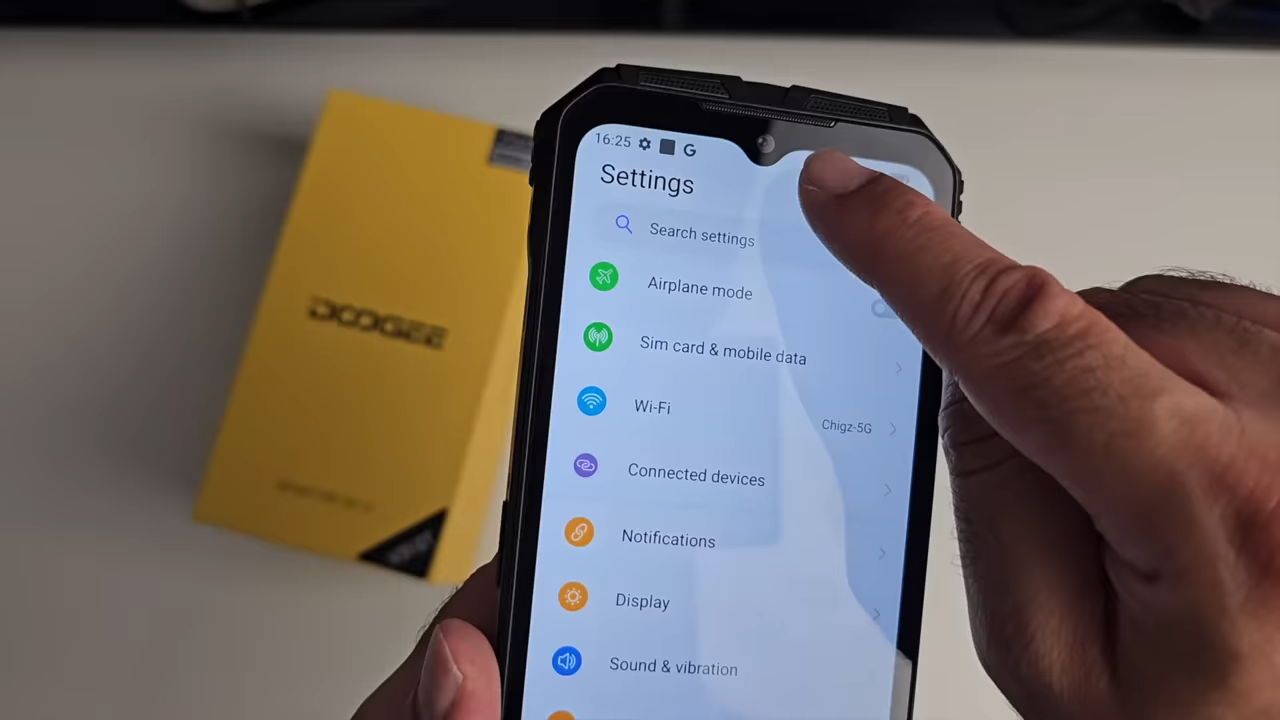 DOOGEE
16:25
Settings
Search settings
Airplane mode
Sim card & mobile data
Wi-Fi
Chigz-5G
Connected devices
Notifications
Display
Sound & vibration